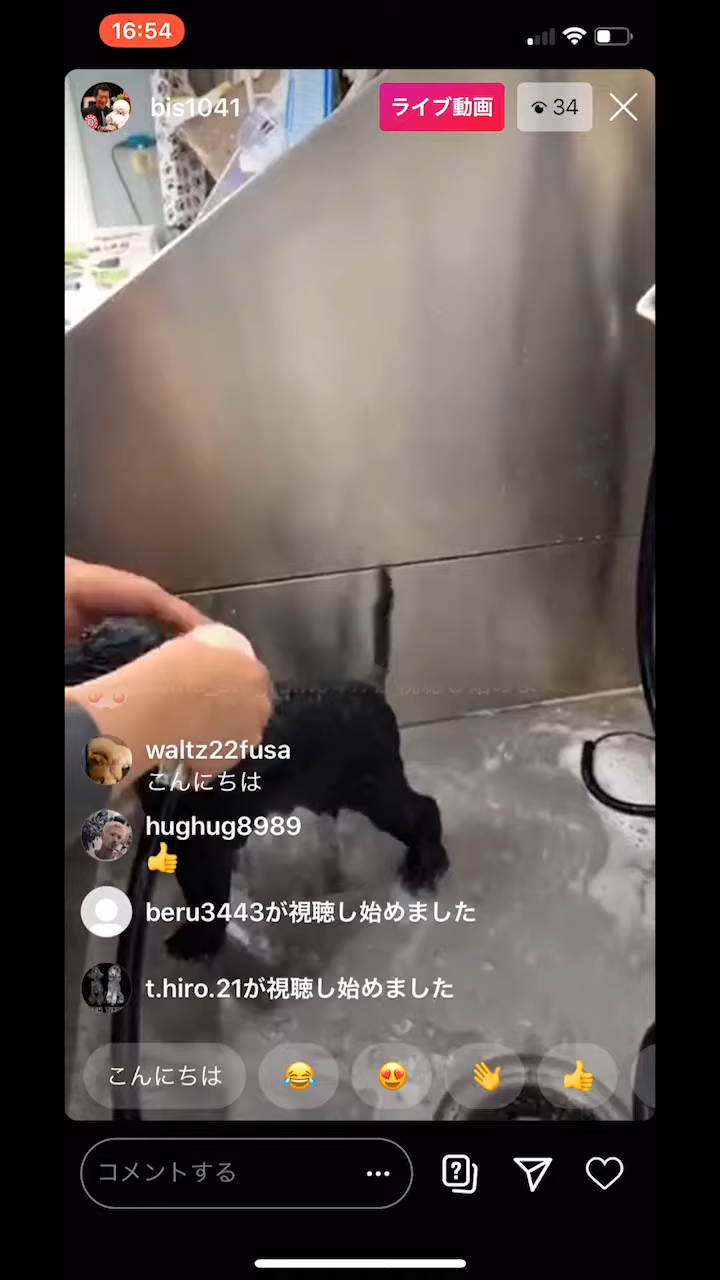 16:54
bis1041
ライブ動画
34
waltz22fusa
こんにちは
hughug8989
👍
beru3443が視聴し始めました
t.hiro.21が視聴し始めました
こんにちは 😂 😍 👋 👍
コメントする